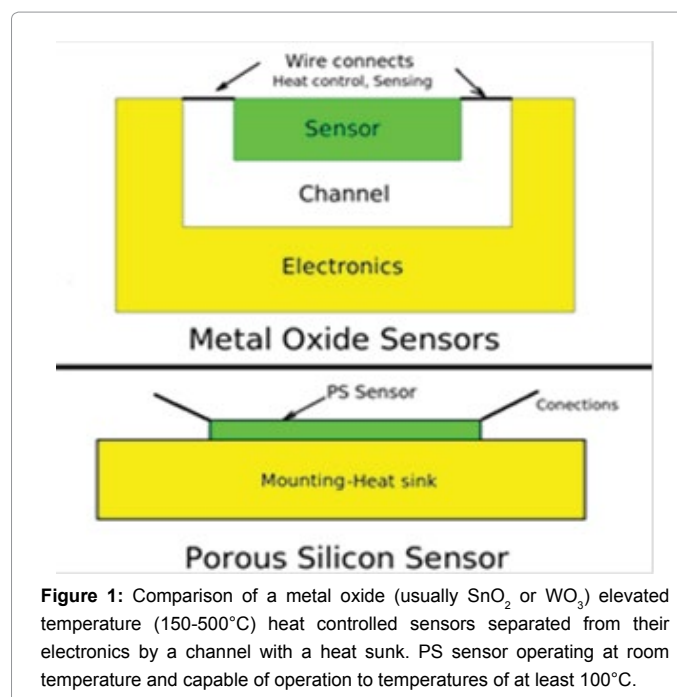 Wire connects
Heat control, Sensing
Sensor
Channel
Electronics
Metal Oxide Sensors
PS Sensor
Conections
Mounting-Heat sink
Porous Silicon Sensor
Figure 1: Comparison of a metal oxide (usually SnO₂ or WO₃) elevated
temperature (150-500°C) heat controlled sensors separated from their
electronics by a channel with a heat sunk. PS sensor operating at room
temperature and capable of operation to temperatures of at least 100°C.